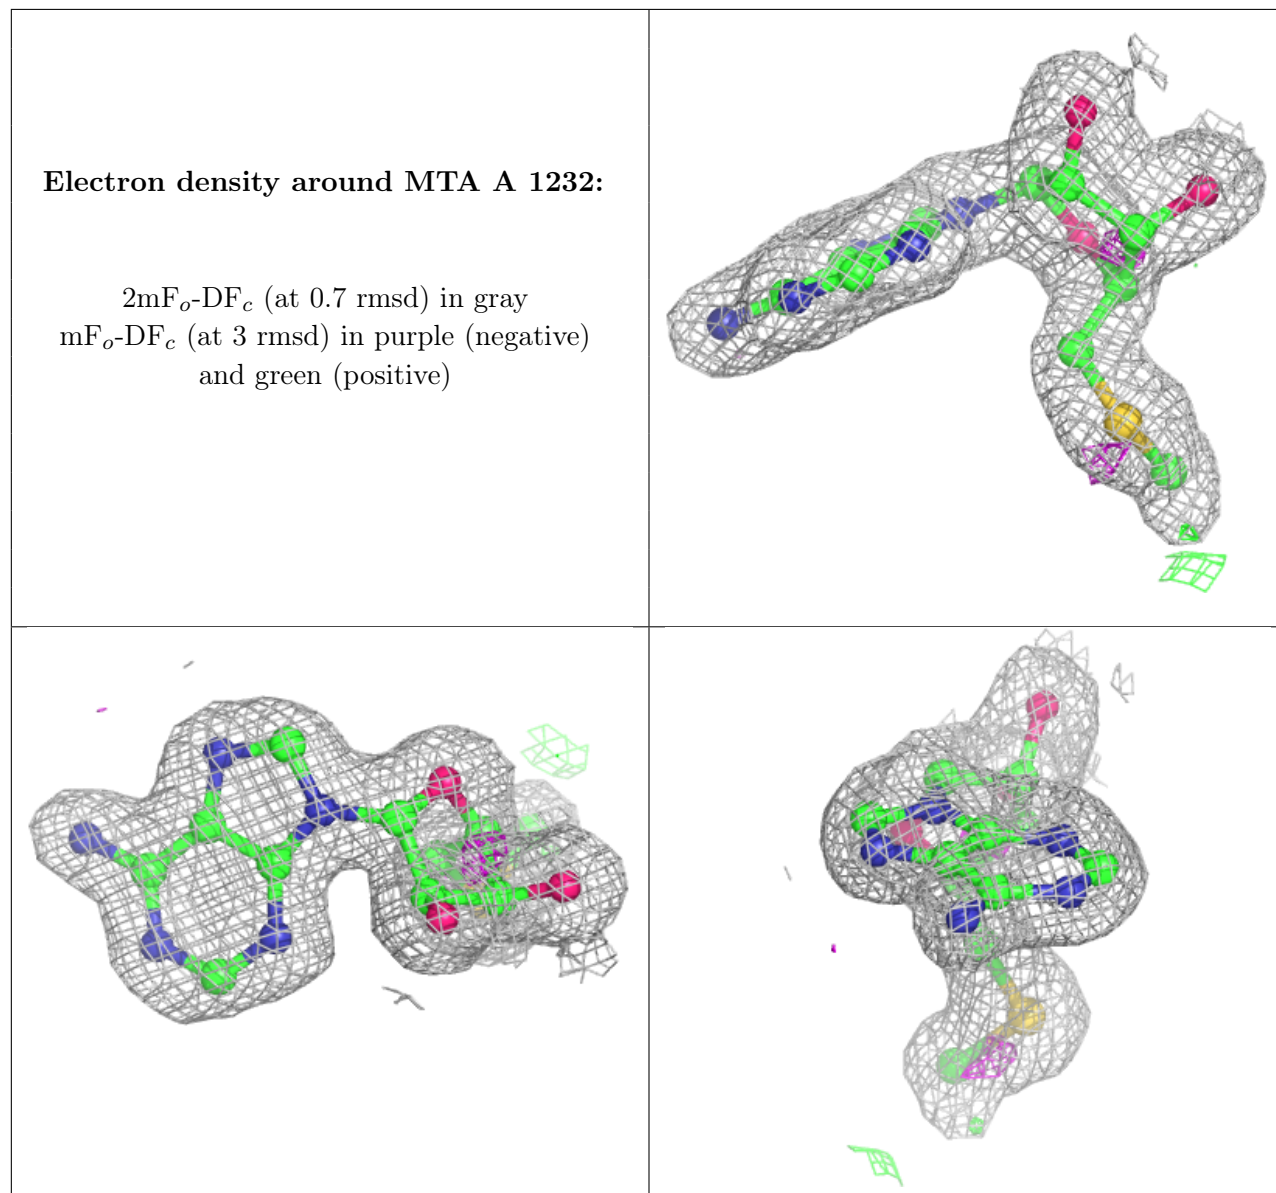 Electron density around MTA A 1232:
2mFₒ-DF𝒸 (at 0.7 rmsd) in gray
mFₒ-DF𝒸 (at 3 rmsd) in purple (negative)
and green (positive)